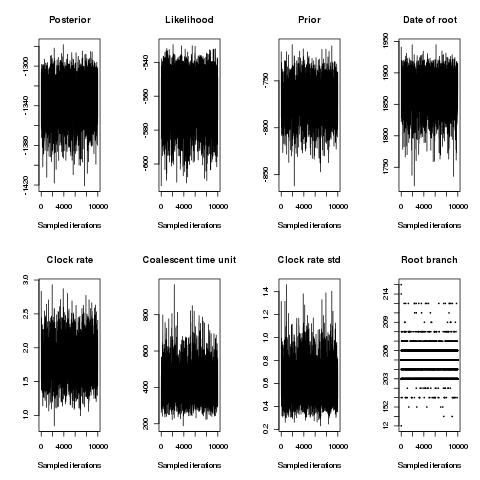 Posterior
Likelihood
Prior
Date of root
-1420 -1380 -1340 -1300
-600 -580 -560 -540
-850 -800 -750
1750 1800 1850 1900 1950
0 4000 10000
0 4000 10000
0 4000 10000
0 4000 10000
Sampled iterations
Sampled iterations
Sampled iterations
Sampled iterations
Clock rate
Coalescent time unit
Clock rate std
Root branch
1.0 1.5 2.0 2.5 3.0
200 400 600 800
0.2 0.4 0.6 0.8 1.0 1.2 1.4
12 152 203 206 209 214
0 4000 10000
0 4000 10000
0 4000 10000
0 4000 10000
Sampled iterations
Sampled iterations
Sampled iterations
Sampled iterations